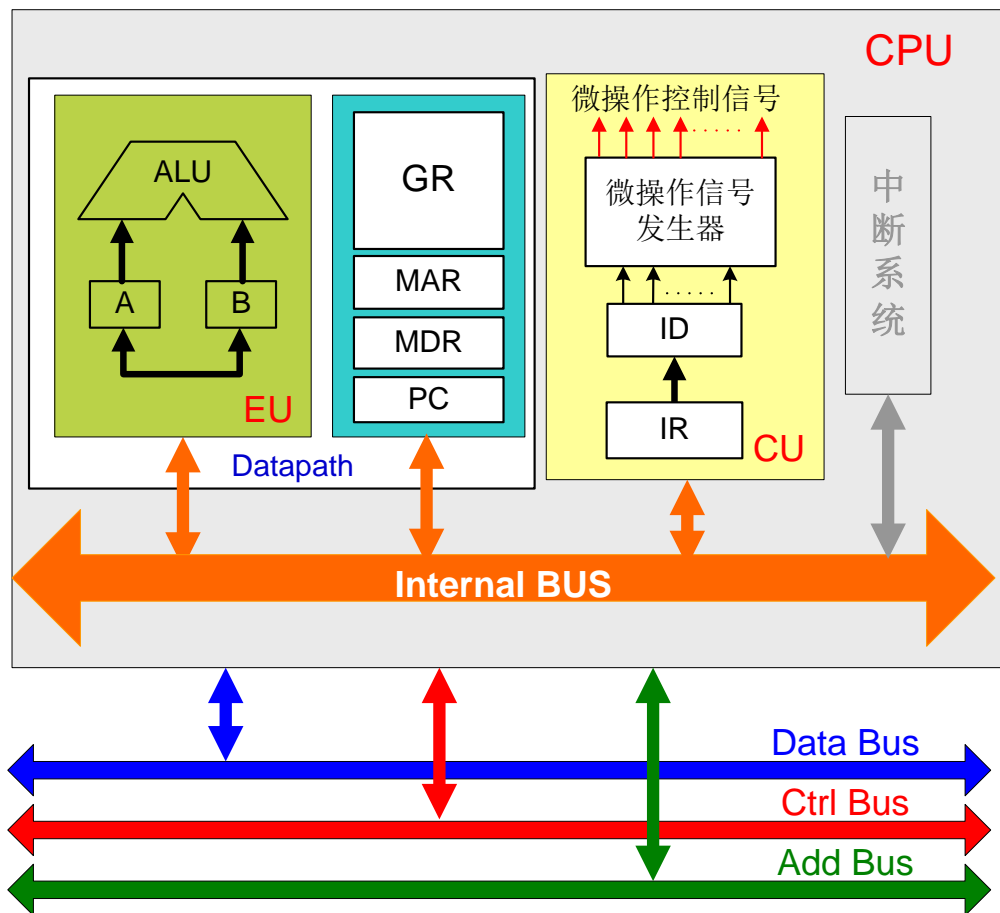 CPU
微操作控制信号
ALU
A
B
EU
GR
MAR
MDR
PC
Datapath
微操作信号
发生器
ID
IR
CU
中
断
系
统
Internal BUS
Data Bus
Ctrl Bus
Add Bus